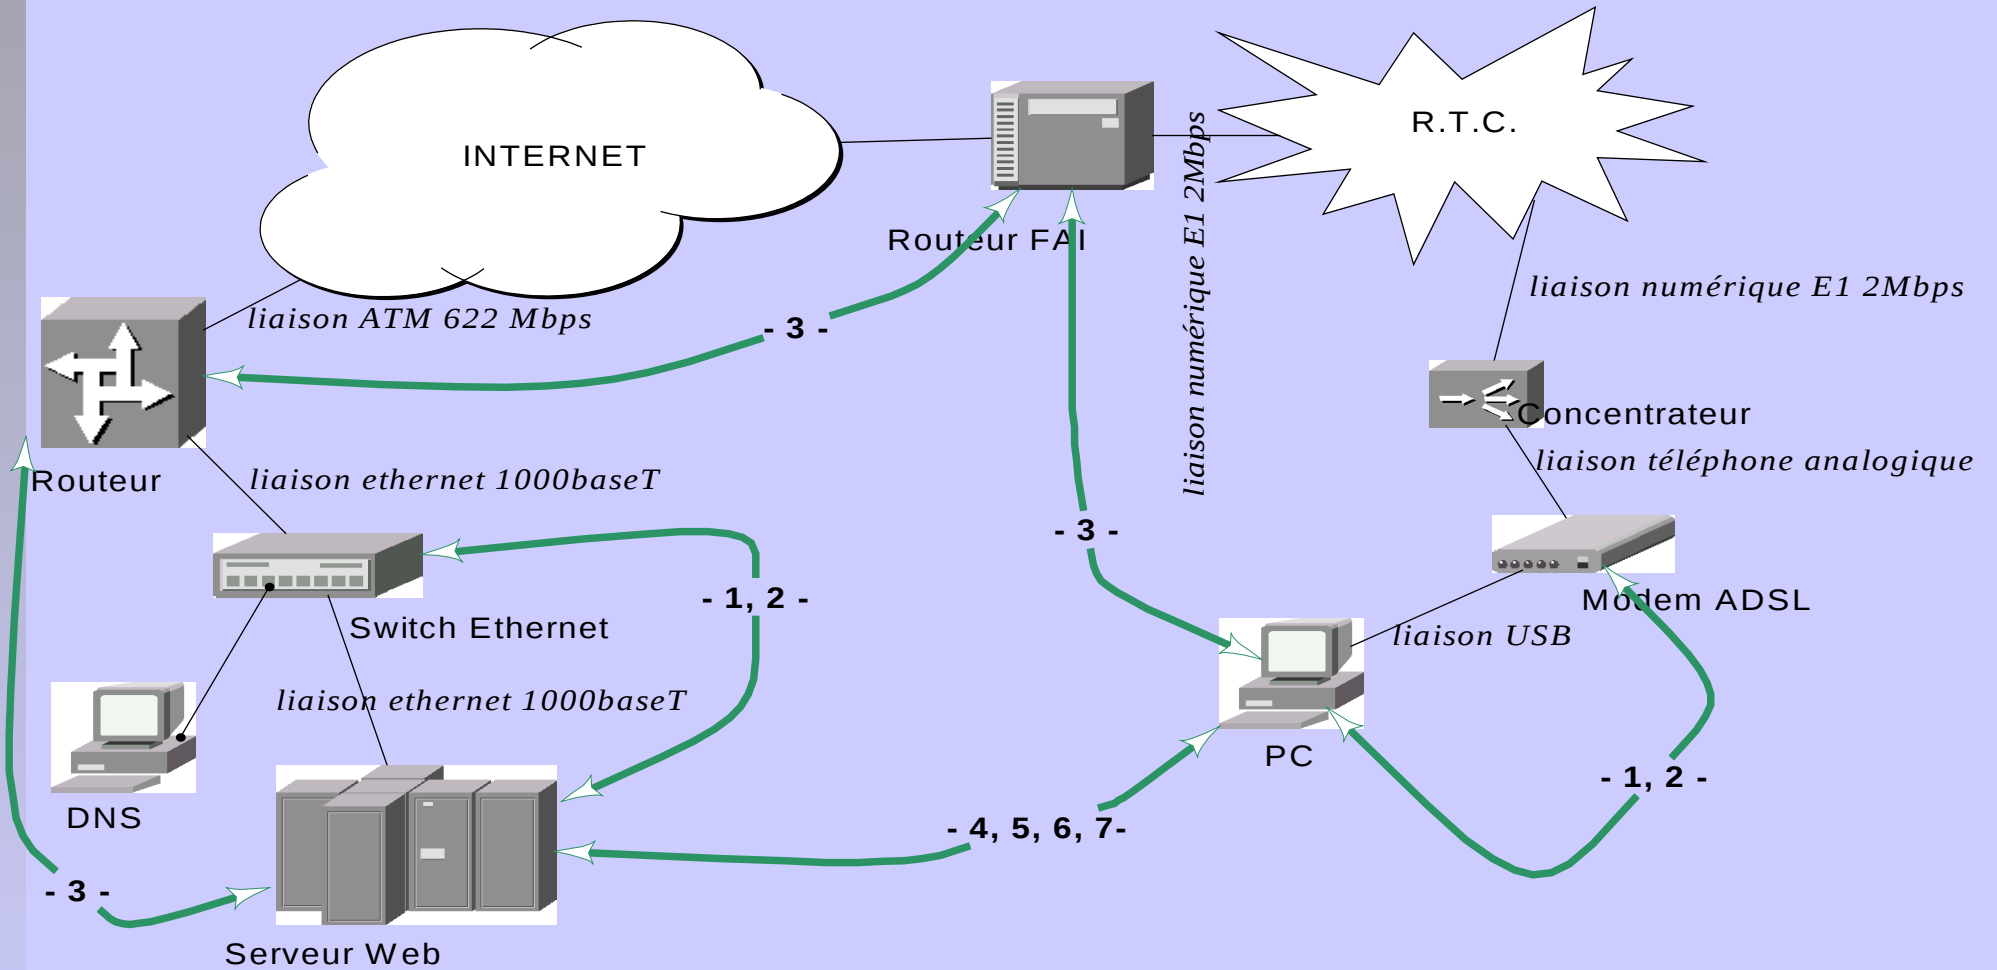 INTERNET
R.T.C.
Routeur FAI
liaison numérique E1 2Mbps
liaison numérique E1 2Mbps
liaison ATM 622 Mbps
- 3 -
Concentrateur
liaison téléphone analogique
Routeur
liaison ethernet 1000baseT
- 3 -
- 1, 2 -
Switch Ethernet
Modem ADSL
liaison USB
liaison ethernet 1000baseT
PC
- 1, 2 -
DNS
- 4, 5, 6, 7-
- 3 -
Serveur Web